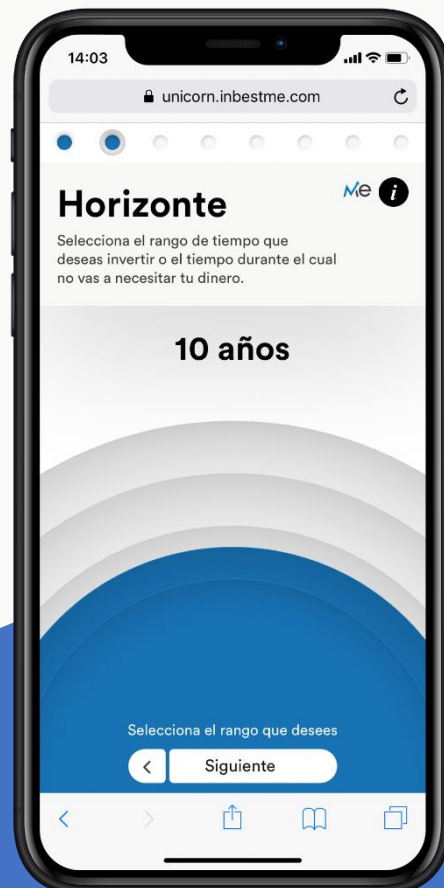 14:03
unicorn.inbestme.com
Horizonte
Me i
Selecciona el rango de tiempo que
deseas invertir o el tiempo durante el cual
no vas a necesitar tu dinero.
10 años
Selecciona el rango que desees
< Siguiente